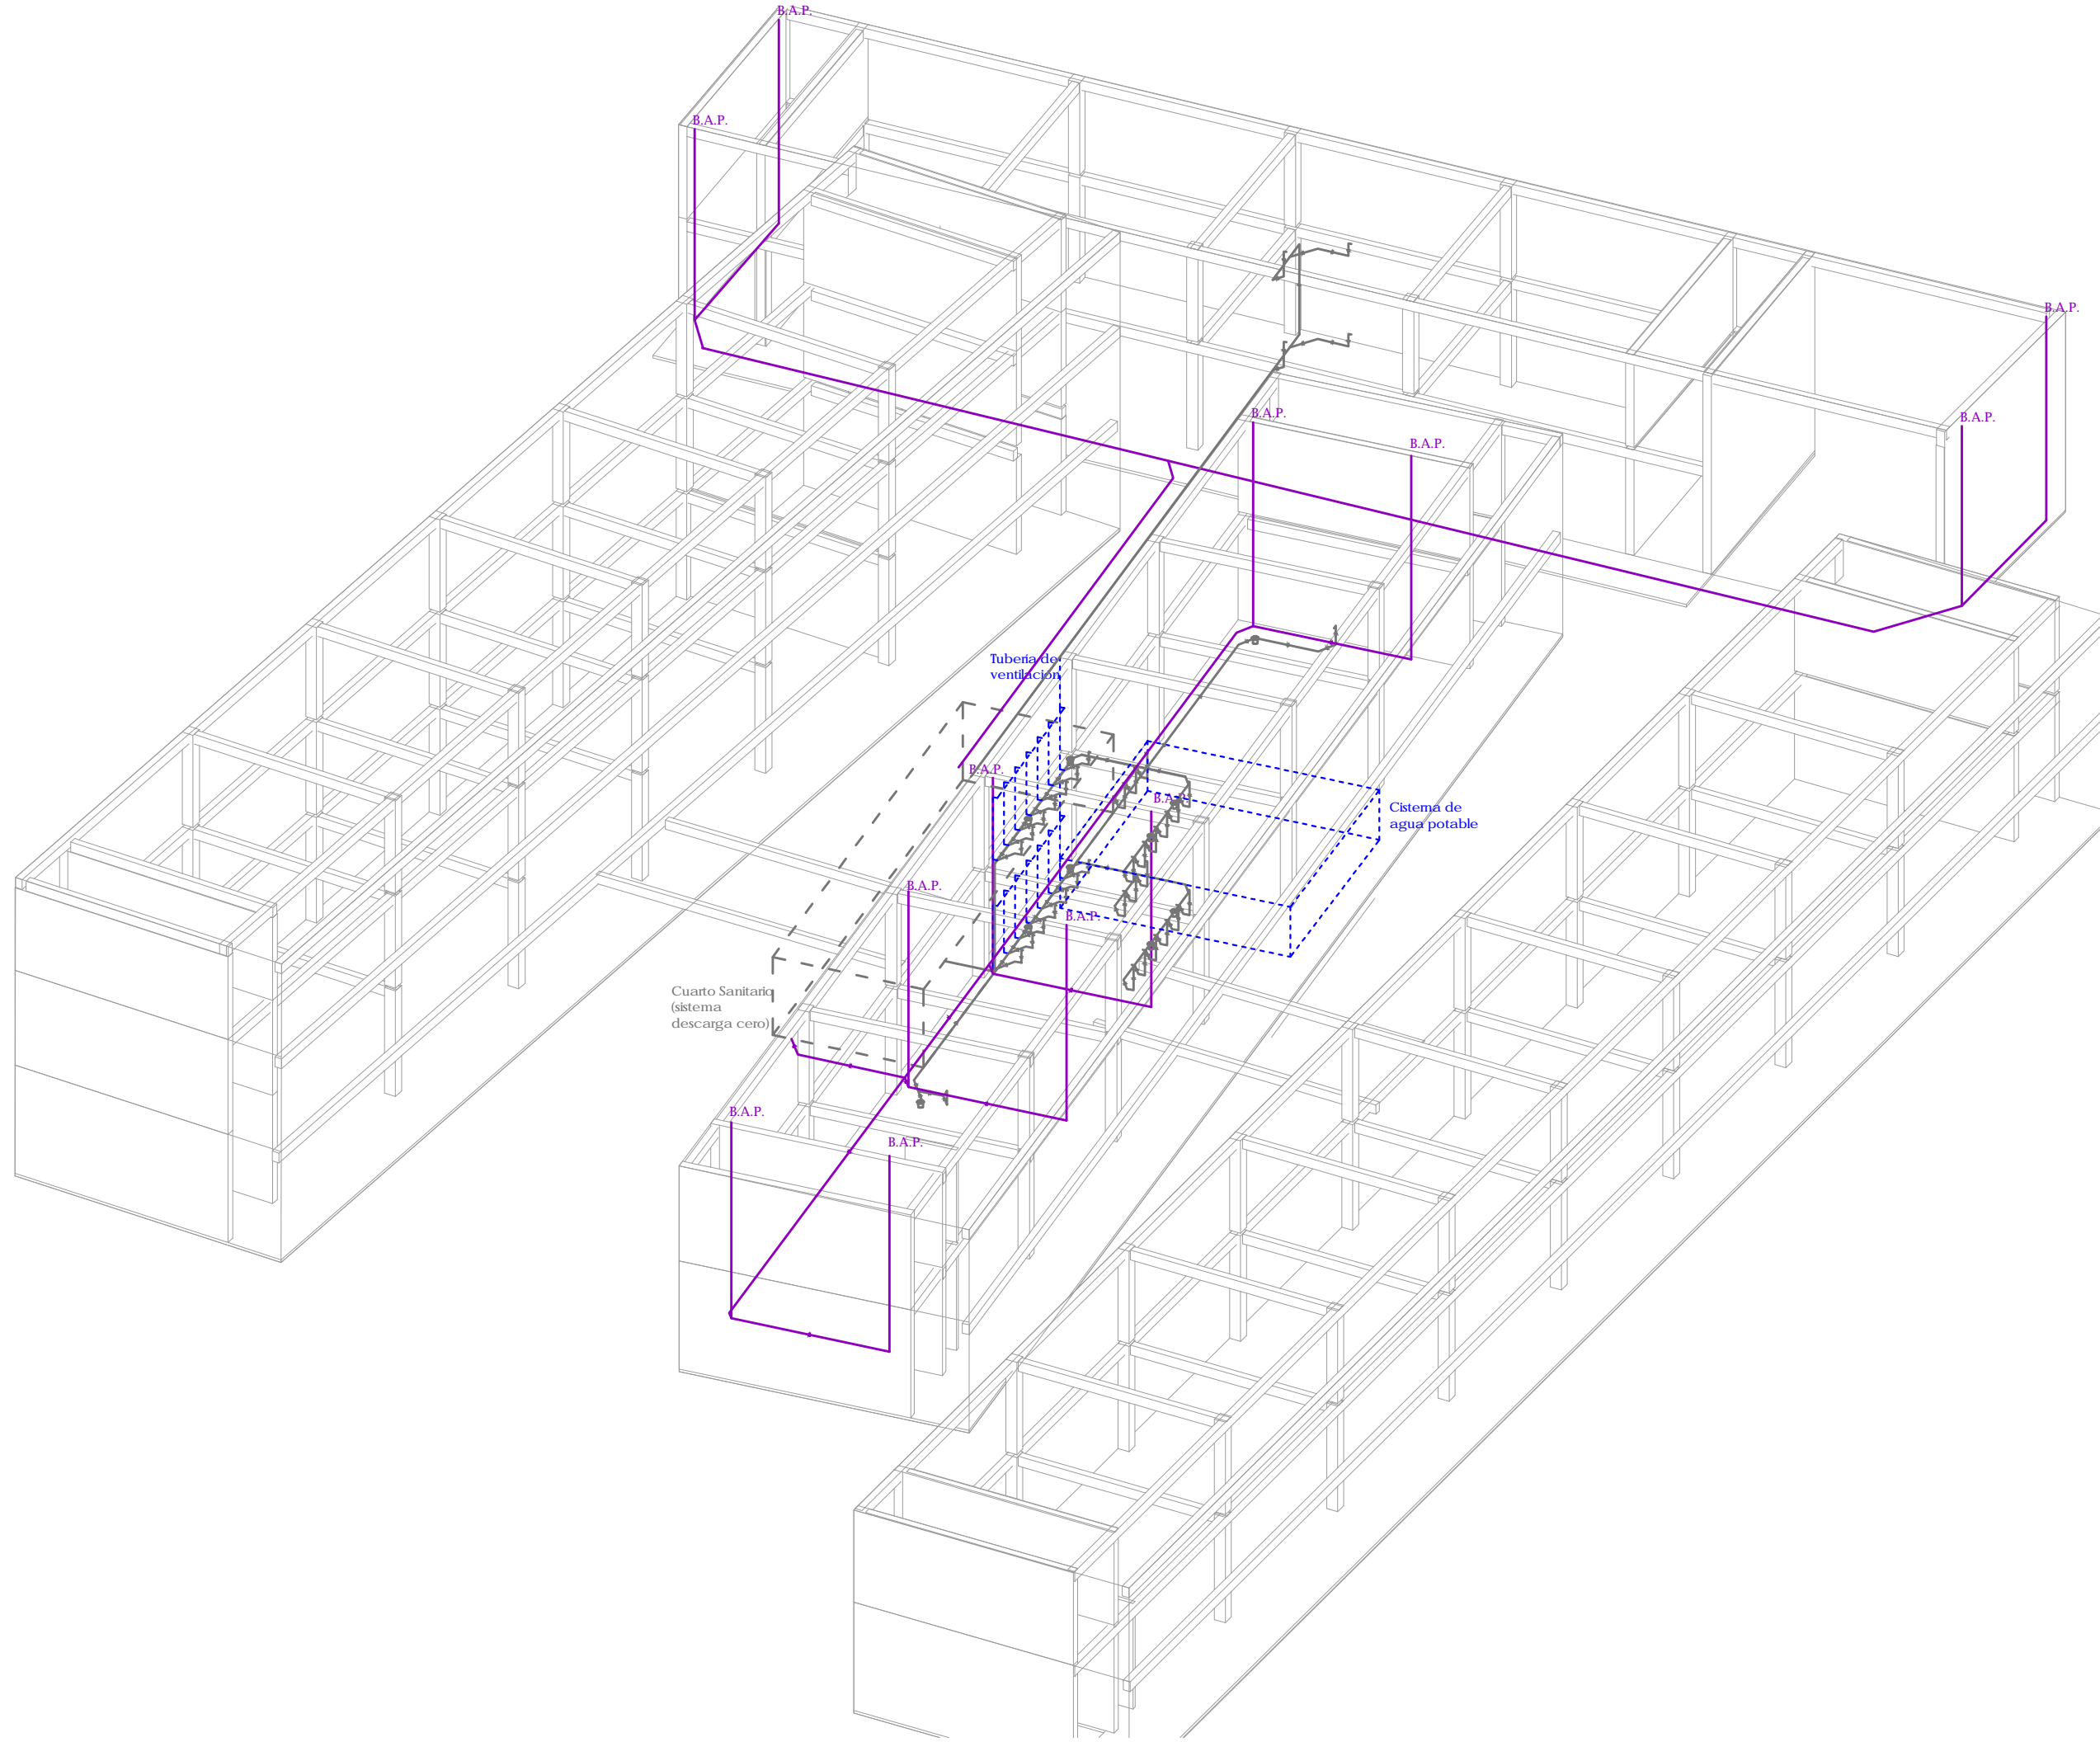 B.A.P.
B.A.P.
B.A.P.
B.A.P.
B.A.P.
B.A.P.
Tubería de
ventilación
B.A.P.
B.A.P.
Cisterna de
agua potable
B.A.P.
B.A.P.
Cuarto Sanitario
(sistema
descarga cero)
B.A.P.
B.A.P.